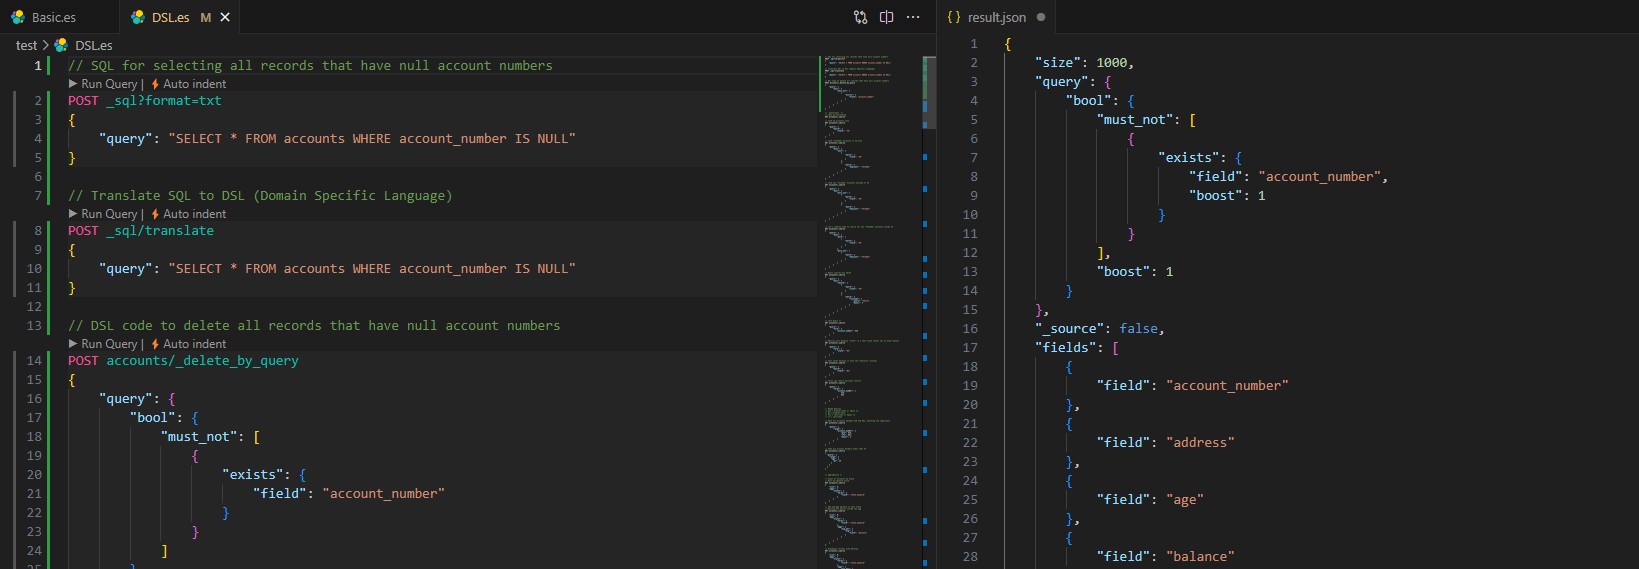 Basic.es
DSL.es M
test > DSL.es
1 // SQL for selecting all records that have null account numbers
Run Query | Auto indent
2 POST _sql?format=txt
3 {
4 "query": "SELECT * FROM accounts WHERE account_number IS NULL"
5 }
6
7 // Translate SQL to DSL (Domain Specific Language)
Run Query | Auto indent
8 POST _sql/translate
9 {
10 "query": "SELECT * FROM accounts WHERE account_number IS NULL"
11 }
12
13 // DSL code to delete all records that have null account numbers
Run Query | Auto indent
14 POST accounts/_delete_by_query
15 {
16 "query": {
17 "bool": {
18 "must_not": [
19 {
20 "exists": {
21 "field": "account_number"
22 }
23 }
24 ]
25 }
{} result.json
1 {
2 "size": 1000,
3 "query": {
4 "bool": {
5 "must_not": [
6 {
7 "exists": {
8 "field": "account_number",
9 "boost": 1
10 }
11 }
12 ],
13 "boost": 1
14 }
15 },
16 "_source": false,
17 "fields": [
18 {
19 "field": "account_number"
20 },
21 {
22 "field": "address"
23 },
24 {
25 "field": "age"
26 },
27 {
28 "field": "balance"